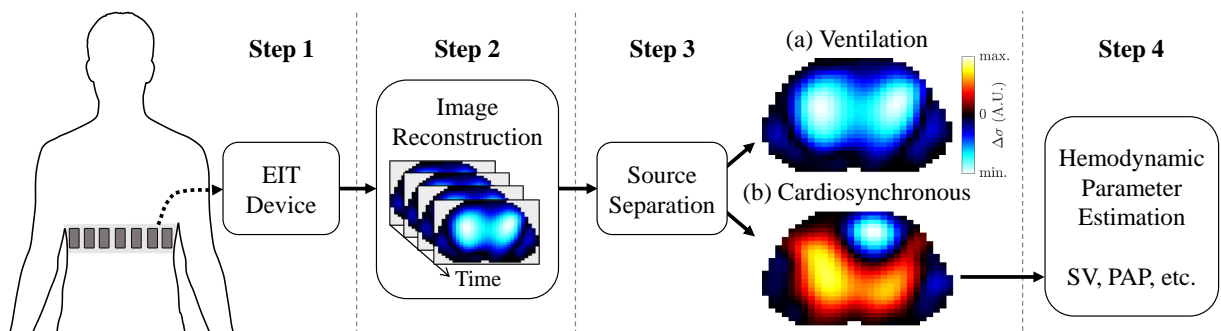 Step 1
EIT
Device
Step 2
Image
Reconstruction
Time
Step 3
Source
Separation
(a) Ventilation
max.
0
min.
Δσ (A.U.)
(b) Cardiosynchronous
Step 4
Hemodynamic
Parameter
Estimation
SV, PAP, etc.